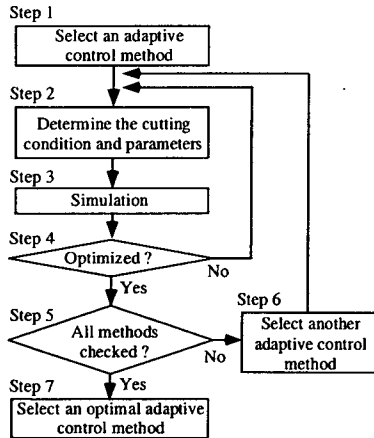 Step 1
Select an adaptive
control method
Step 2
Determine the cutting
condition and parameters
Step 3
Simulation
Step 4
Optimized ?
No
Yes
Step 5
All methods
checked ?
No
Step 6
Select another
adaptive control
method
Yes
Step 7
Select an optimal adaptive
control method